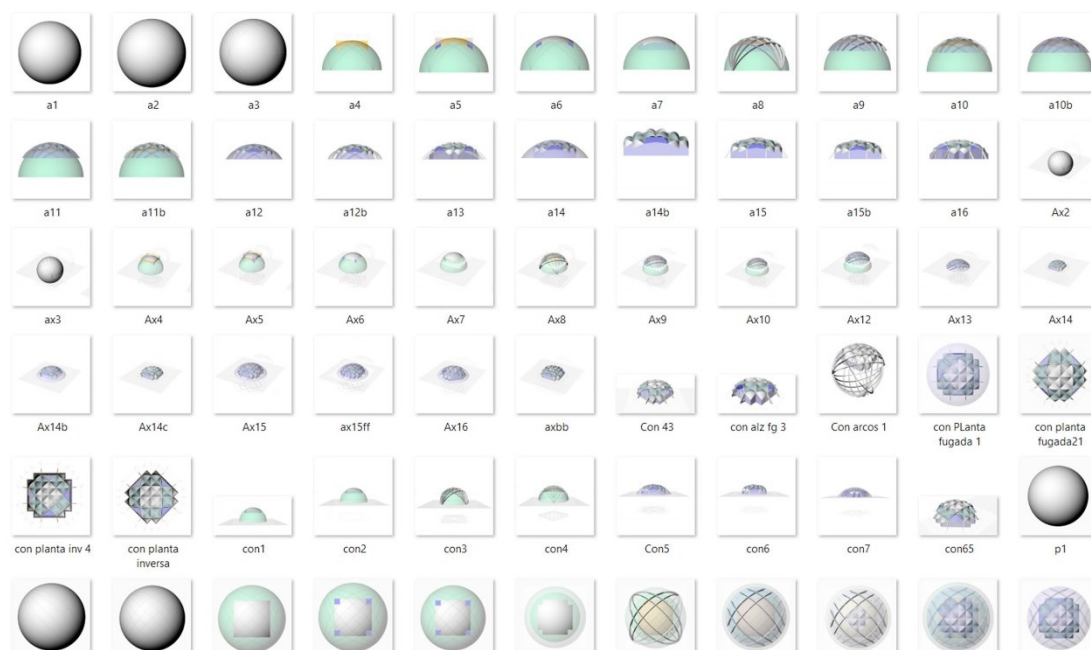 a1 a2 a3 a4 a5 a6 a7 a8 a9 a10 a10b
a11 a11b a12 a12b a13 a14 a14b a15 a15b a16 Ax2
ax3 Ax4 Ax5 Ax6 Ax7 Ax8 Ax9 Ax10 Ax12 Ax13 Ax14
Ax14b Ax14c Ax15 ax15ff Ax16 axbb Con 43 con alz fg 3 Con arcos 1 con PLanta con planta
fugada 1 fugada21
con planta inv 4 con planta con1 con2 con3 con4 Con5 con6 con7 con65 p1
inversa